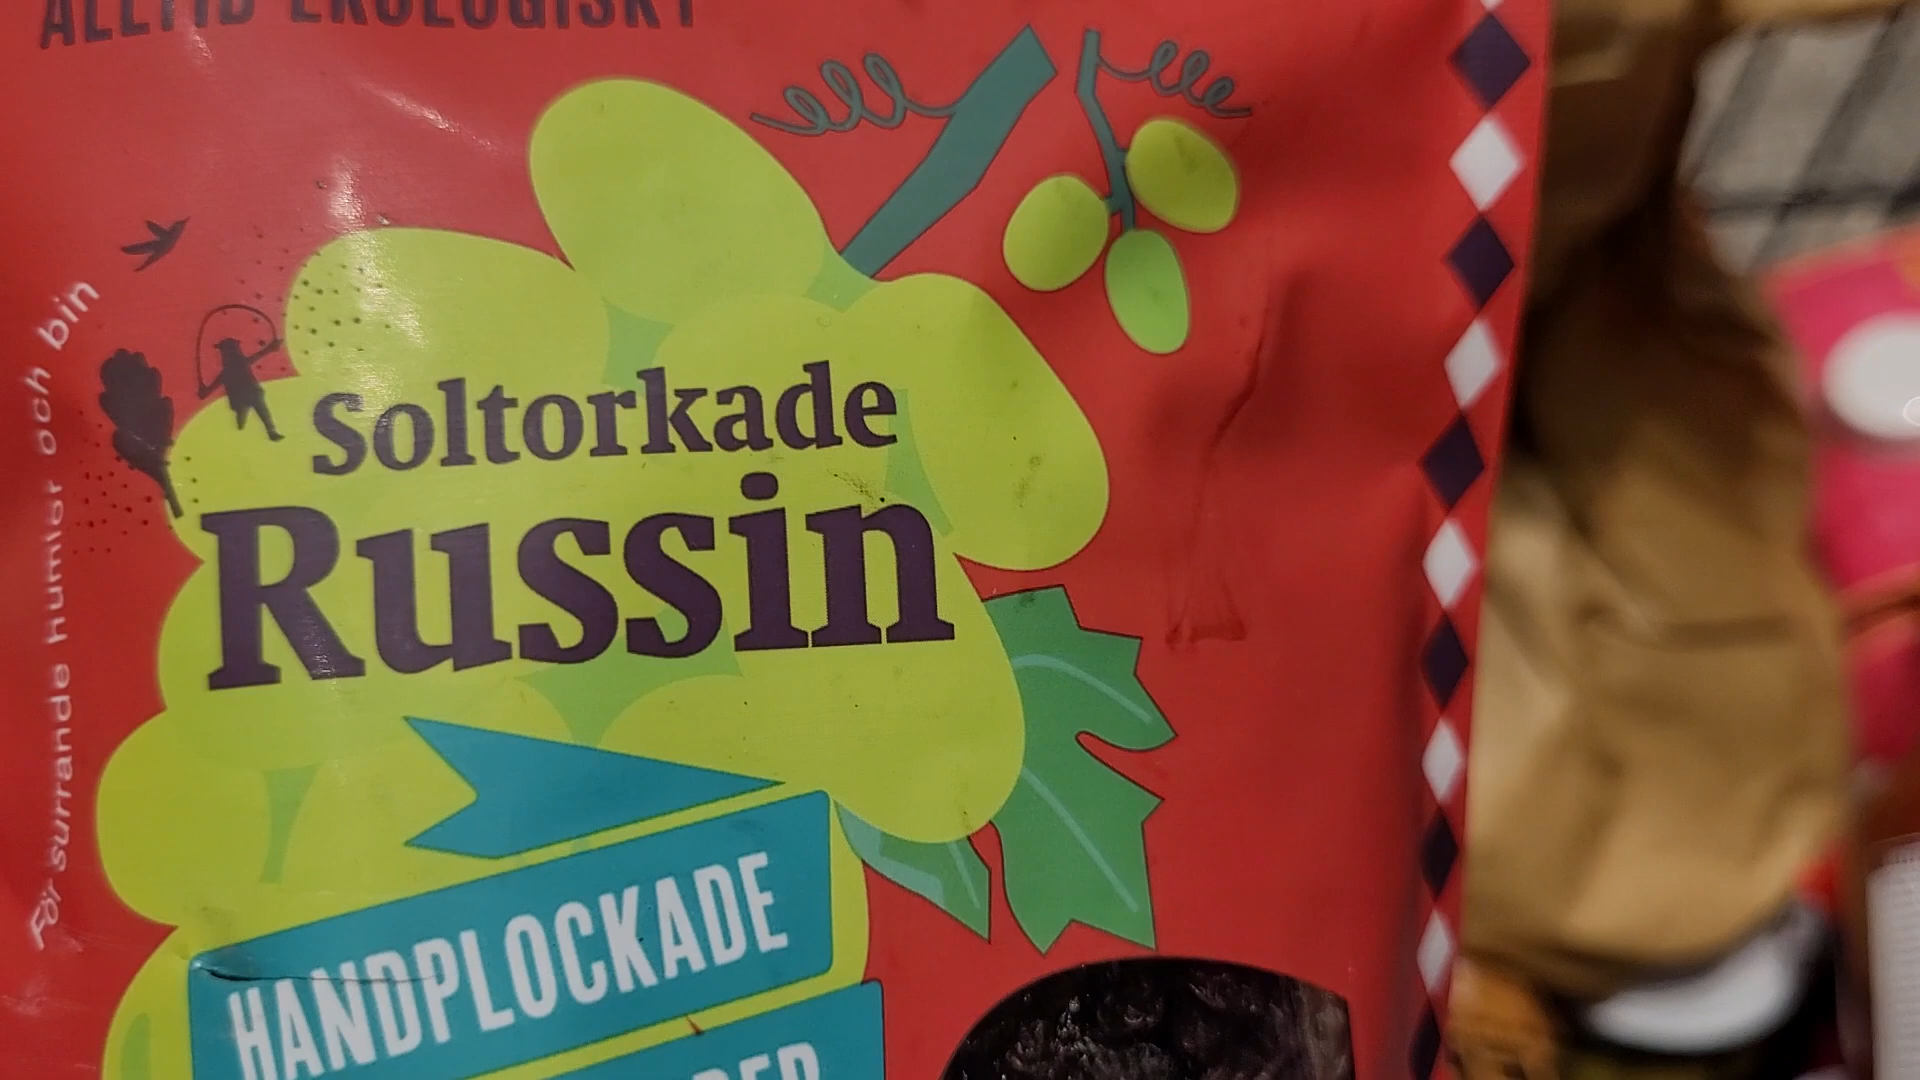 ALLTID EKOLOGISKT
För surrande humlor och bin
Soltorkade
Russin
HANDPLOCKADE